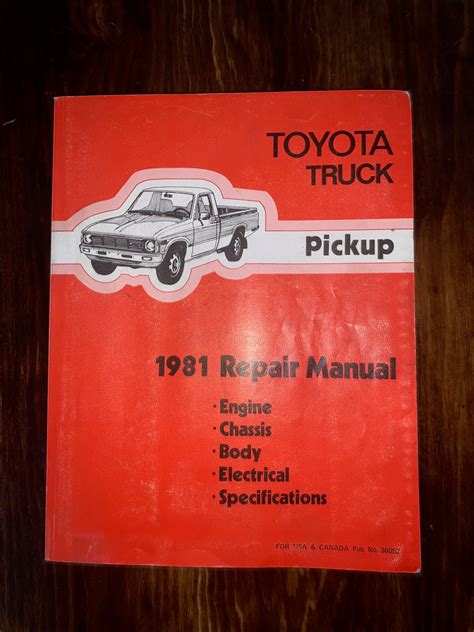 TOYOTA
TRUCK
Pickup
1981 Repair Manual
· Engine
· Chassis
· Body
· Electrical
· Specifications
FOR USA & CANADA Pub. No. 36052